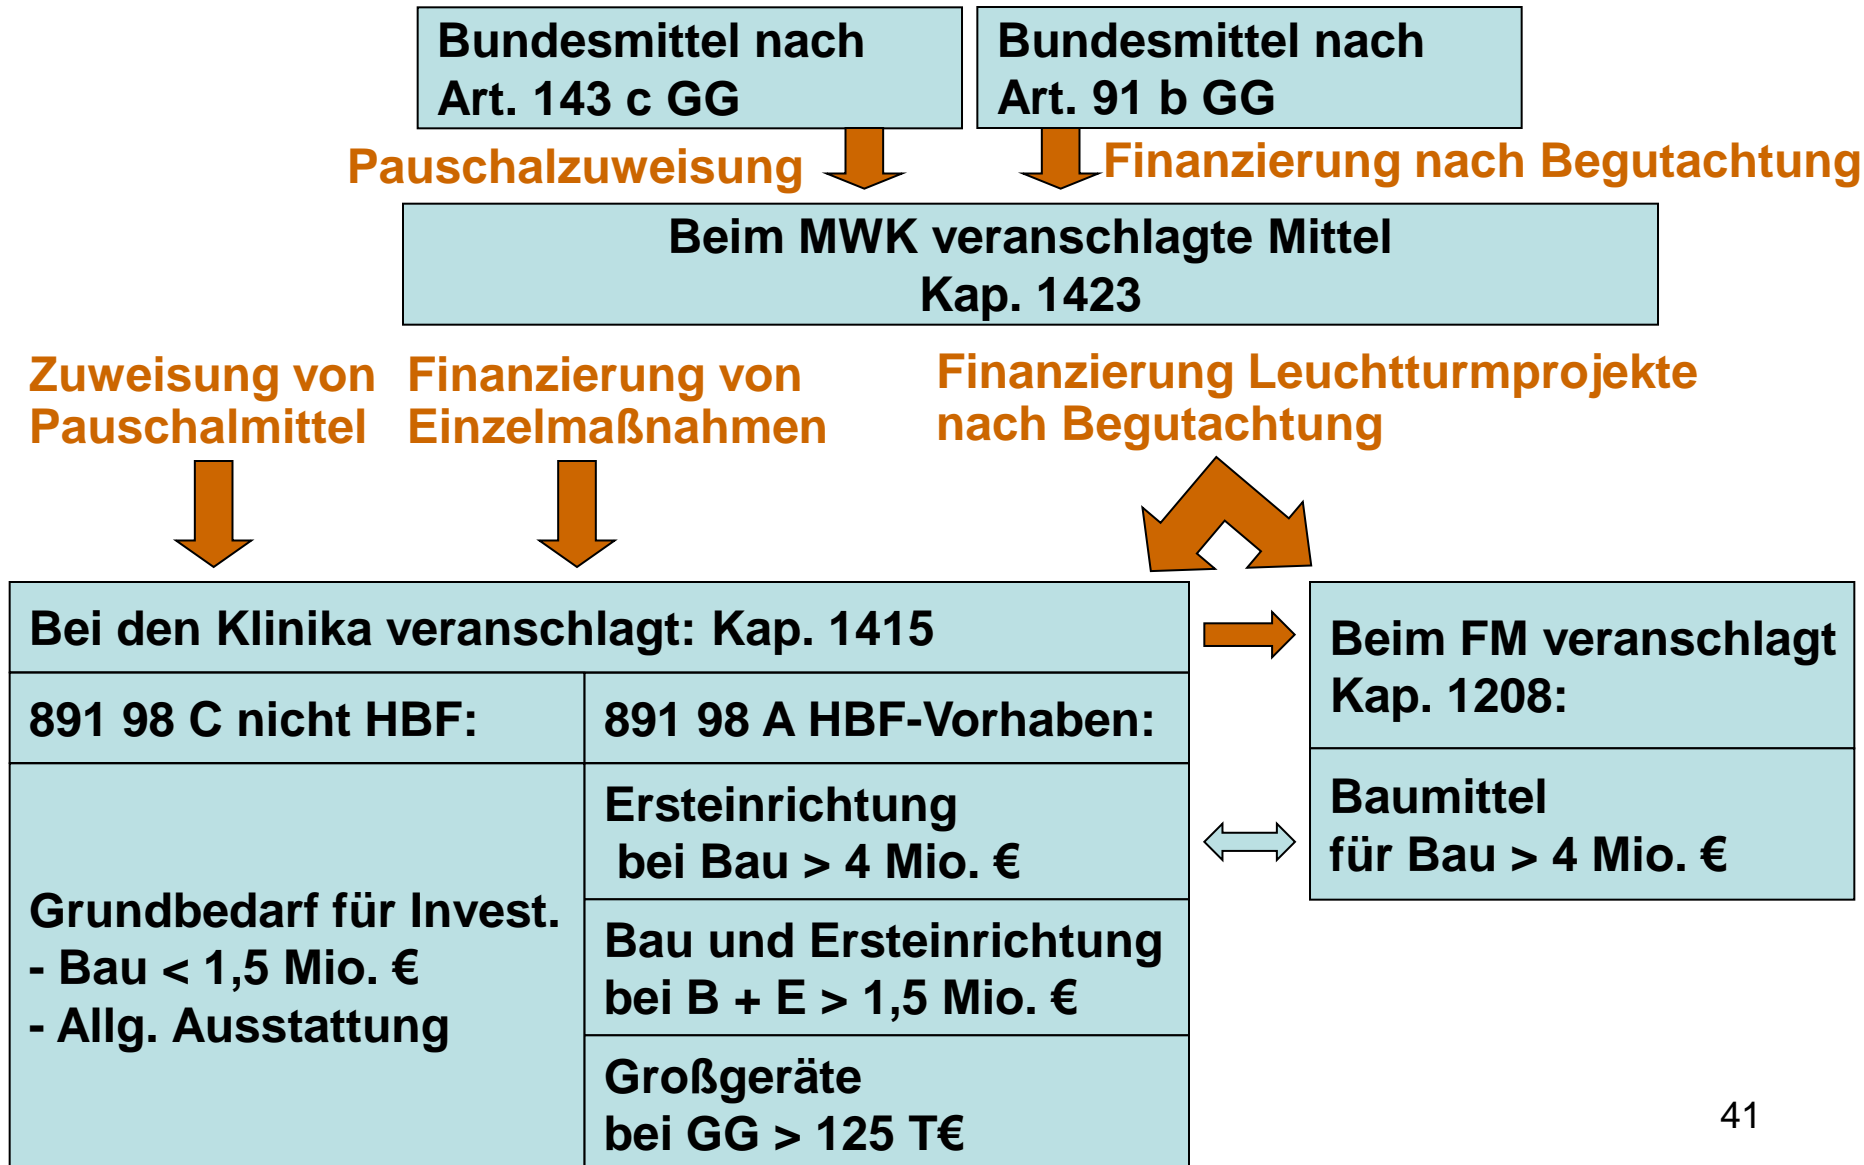 Bundesmittel nach
Art. 143 c GG
Bundesmittel nach
Art. 91 b GG
Pauschalzuweisung
Finanzierung nach Begutachtung
Beim MWK veranschlagte Mittel
Kap. 1423
Zuweisung von
Pauschalmittel
Finanzierung von
Einzelmaßnahmen
Finanzierung Leuchtturmprojekte
nach Begutachtung
Bei den Klinika veranschlagt: Kap. 1415
891 98 C nicht HBF:
891 98 A HBF-Vorhaben:
Grundbedarf für Invest.
- Bau < 1,5 Mio. €
- Allg. Ausstattung
Ersteinrichtung
bei Bau > 4 Mio. €
Bau und Ersteinrichtung
bei B + E > 1,5 Mio. €
Großgeräte
bei GG > 125 T€
Beim FM veranschlagt
Kap. 1208:
Baumittel
für Bau > 4 Mio. €
41